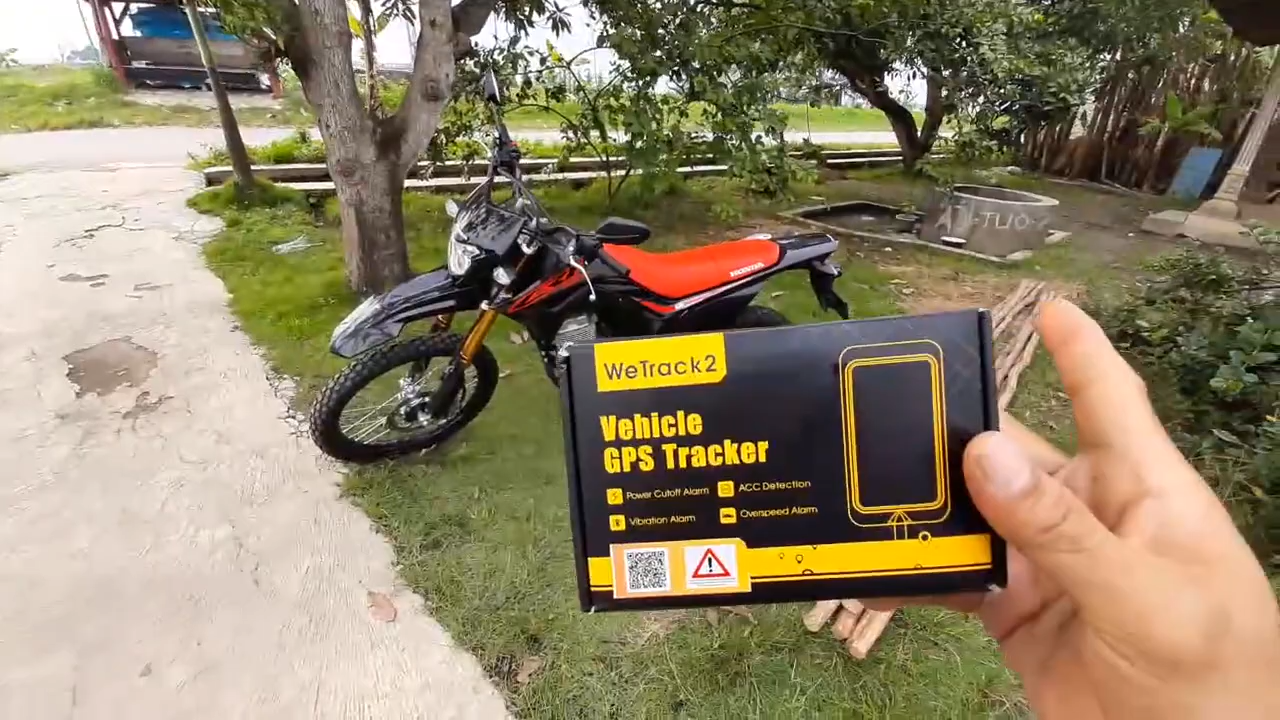 HONDA
WeTrack2
Vehicle
GPS Tracker
Power Cutoff Alarm
ACC Detection
Vibration Alarm
Overspeed Alarm